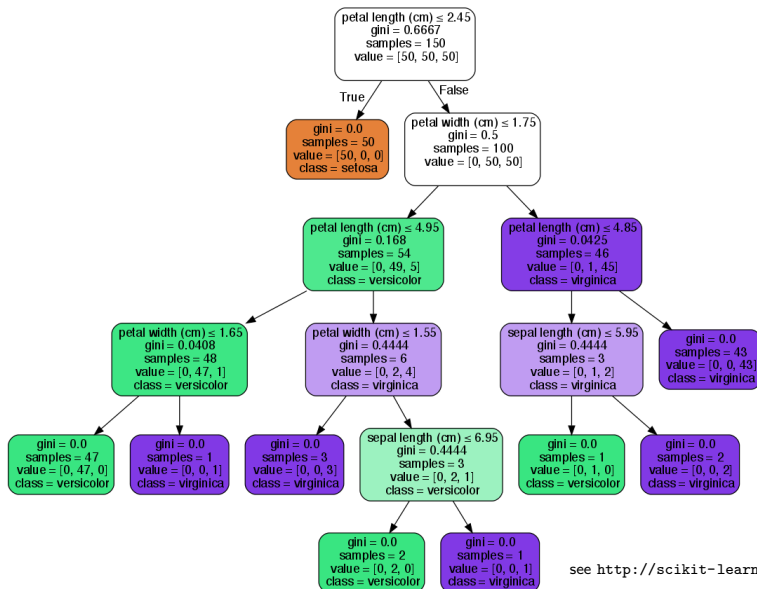 petal length (cm) ≤ 2.45
gini = 0.6667
samples = 150
value = [50, 50, 50]
True
False
gini = 0.0
samples = 50
value = [50, 0, 0]
class = setosa
petal width (cm) ≤ 1.75
gini = 0.5
samples = 100
value = [0, 50, 50]
petal length (cm) ≤ 4.95
gini = 0.168
samples = 54
value = [0, 49, 5]
class = versicolor
petal length (cm) ≤ 4.85
gini = 0.0425
samples = 46
value = [0, 1, 45]
class = virginica
petal width (cm) ≤ 1.65
gini = 0.0408
samples = 48
value = [0, 47, 1]
class = versicolor
petal width (cm) ≤ 1.55
gini = 0.4444
samples = 6
value = [0, 2, 4]
class = virginica
sepal length (cm) ≤ 5.95
gini = 0.4444
samples = 3
value = [0, 1, 2]
class = virginica
gini = 0.0
samples = 43
value = [0, 0, 43]
class = virginica
gini = 0.0
samples = 47
value = [0, 47, 0]
class = versicolor
gini = 0.0
samples = 1
value = [0, 0, 1]
class = virginica
gini = 0.0
samples = 3
value = [0, 0, 3]
class = virginica
sepal length (cm) ≤ 6.95
gini = 0.4444
samples = 3
value = [0, 2, 1]
class = versicolor
gini = 0.0
samples = 1
value = [0, 1, 0]
class = versicolor
gini = 0.0
samples = 2
value = [0, 0, 2]
class = virginica
gini = 0.0
samples = 2
value = [0, 2, 0]
class = versicolor
gini = 0.0
samples = 1
value = [0, 0, 1]
class = virginica
see http://scikit-learn